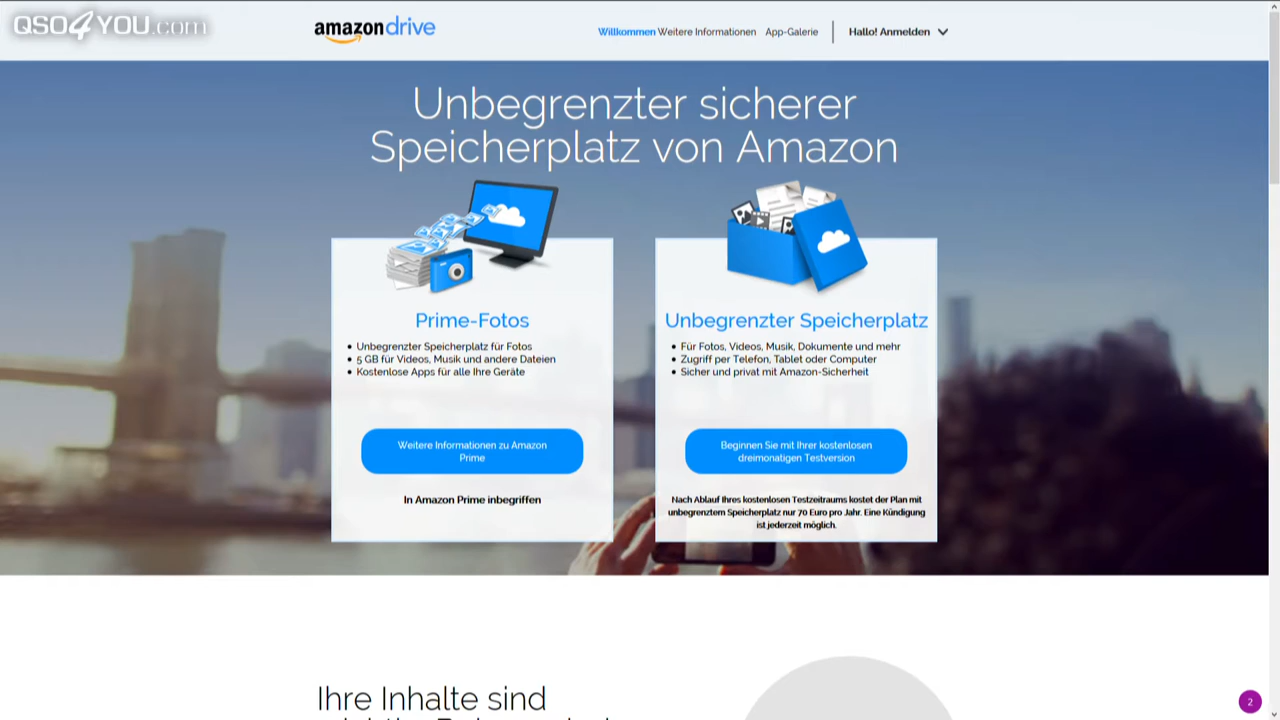 QSO4YOU.com
amazondrive
Willkommen Weitere Informationen App-Galerie Hallo! Anmelden
Unbegrenzter sicherer
Speicherplatz von Amazon
Prime-Fotos
Unbegrenzter Speicherplatz für Fotos
5 GB für Videos, Musik und andere Dateien
Kostenlose Apps für alle Ihre Geräte
Weitere Informationen zu Amazon
Prime
In Amazon Prime inbegriffen
Unbegrenzter Speicherplatz
Für Fotos, Videos, Musik, Dokumente und mehr
Zugriff per Telefon, Tablet oder Computer
Sicher und privat mit Amazon-Sicherheit
Beginnen Sie mit Ihrer kostenlosen
dreimonatigen Testversion
Nach Ablauf Ihres kostenlosen Testzeitraums kostet der Plan mit
unbegrenztem Speicherplatz nur 70 Euro pro Jahr. Eine Kündigung
ist jederzeit möglich.
Ihre Inhalte sind
2